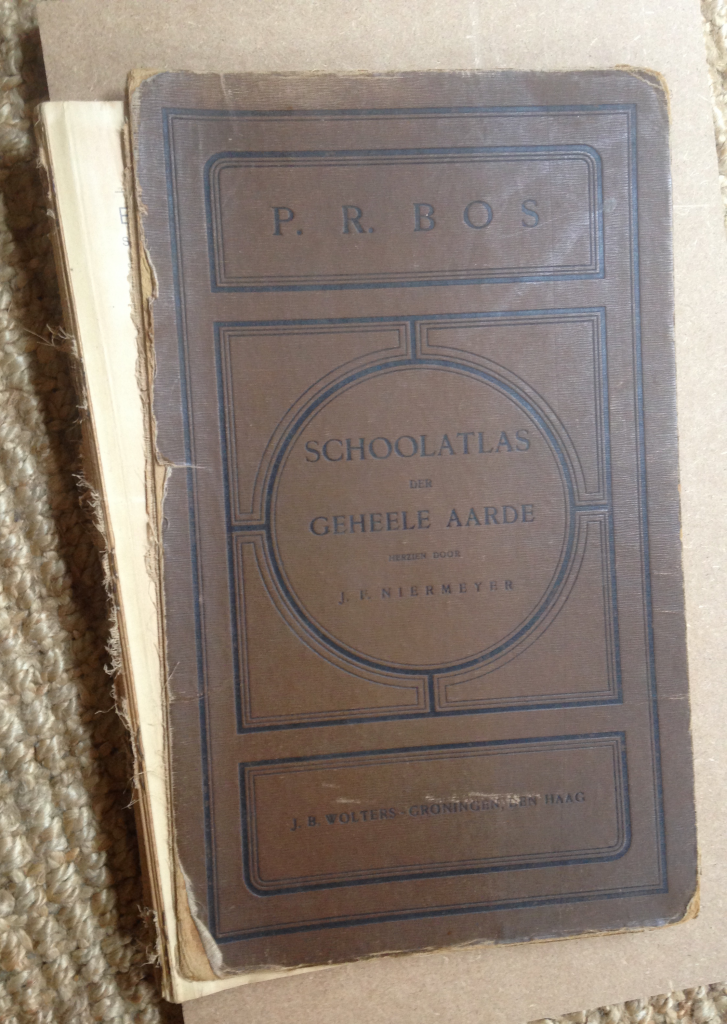 P. R. BOS
SCHOOLATLAS
DER
GEHEELE AARDE
HERZIEN DOOR
J. F. NIERMEYER
J. B. WOLTERS - GRONINGEN, DEN HAAG